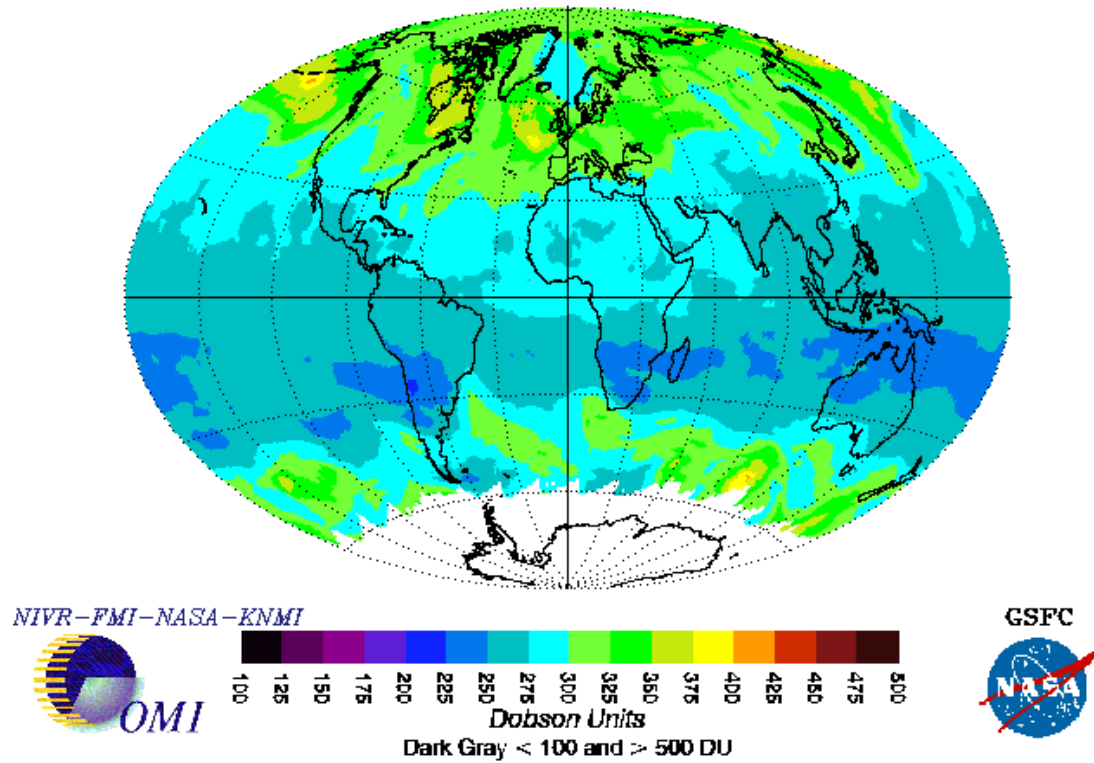 NIVR-FMI-NASA-KNMI
GSFC
OMI
NASA
100 125 150 175 200 225 250 275 300 325 350 375 400 425 450 475 500
Dobson Units
Dark Gray < 100 and > 500 DU